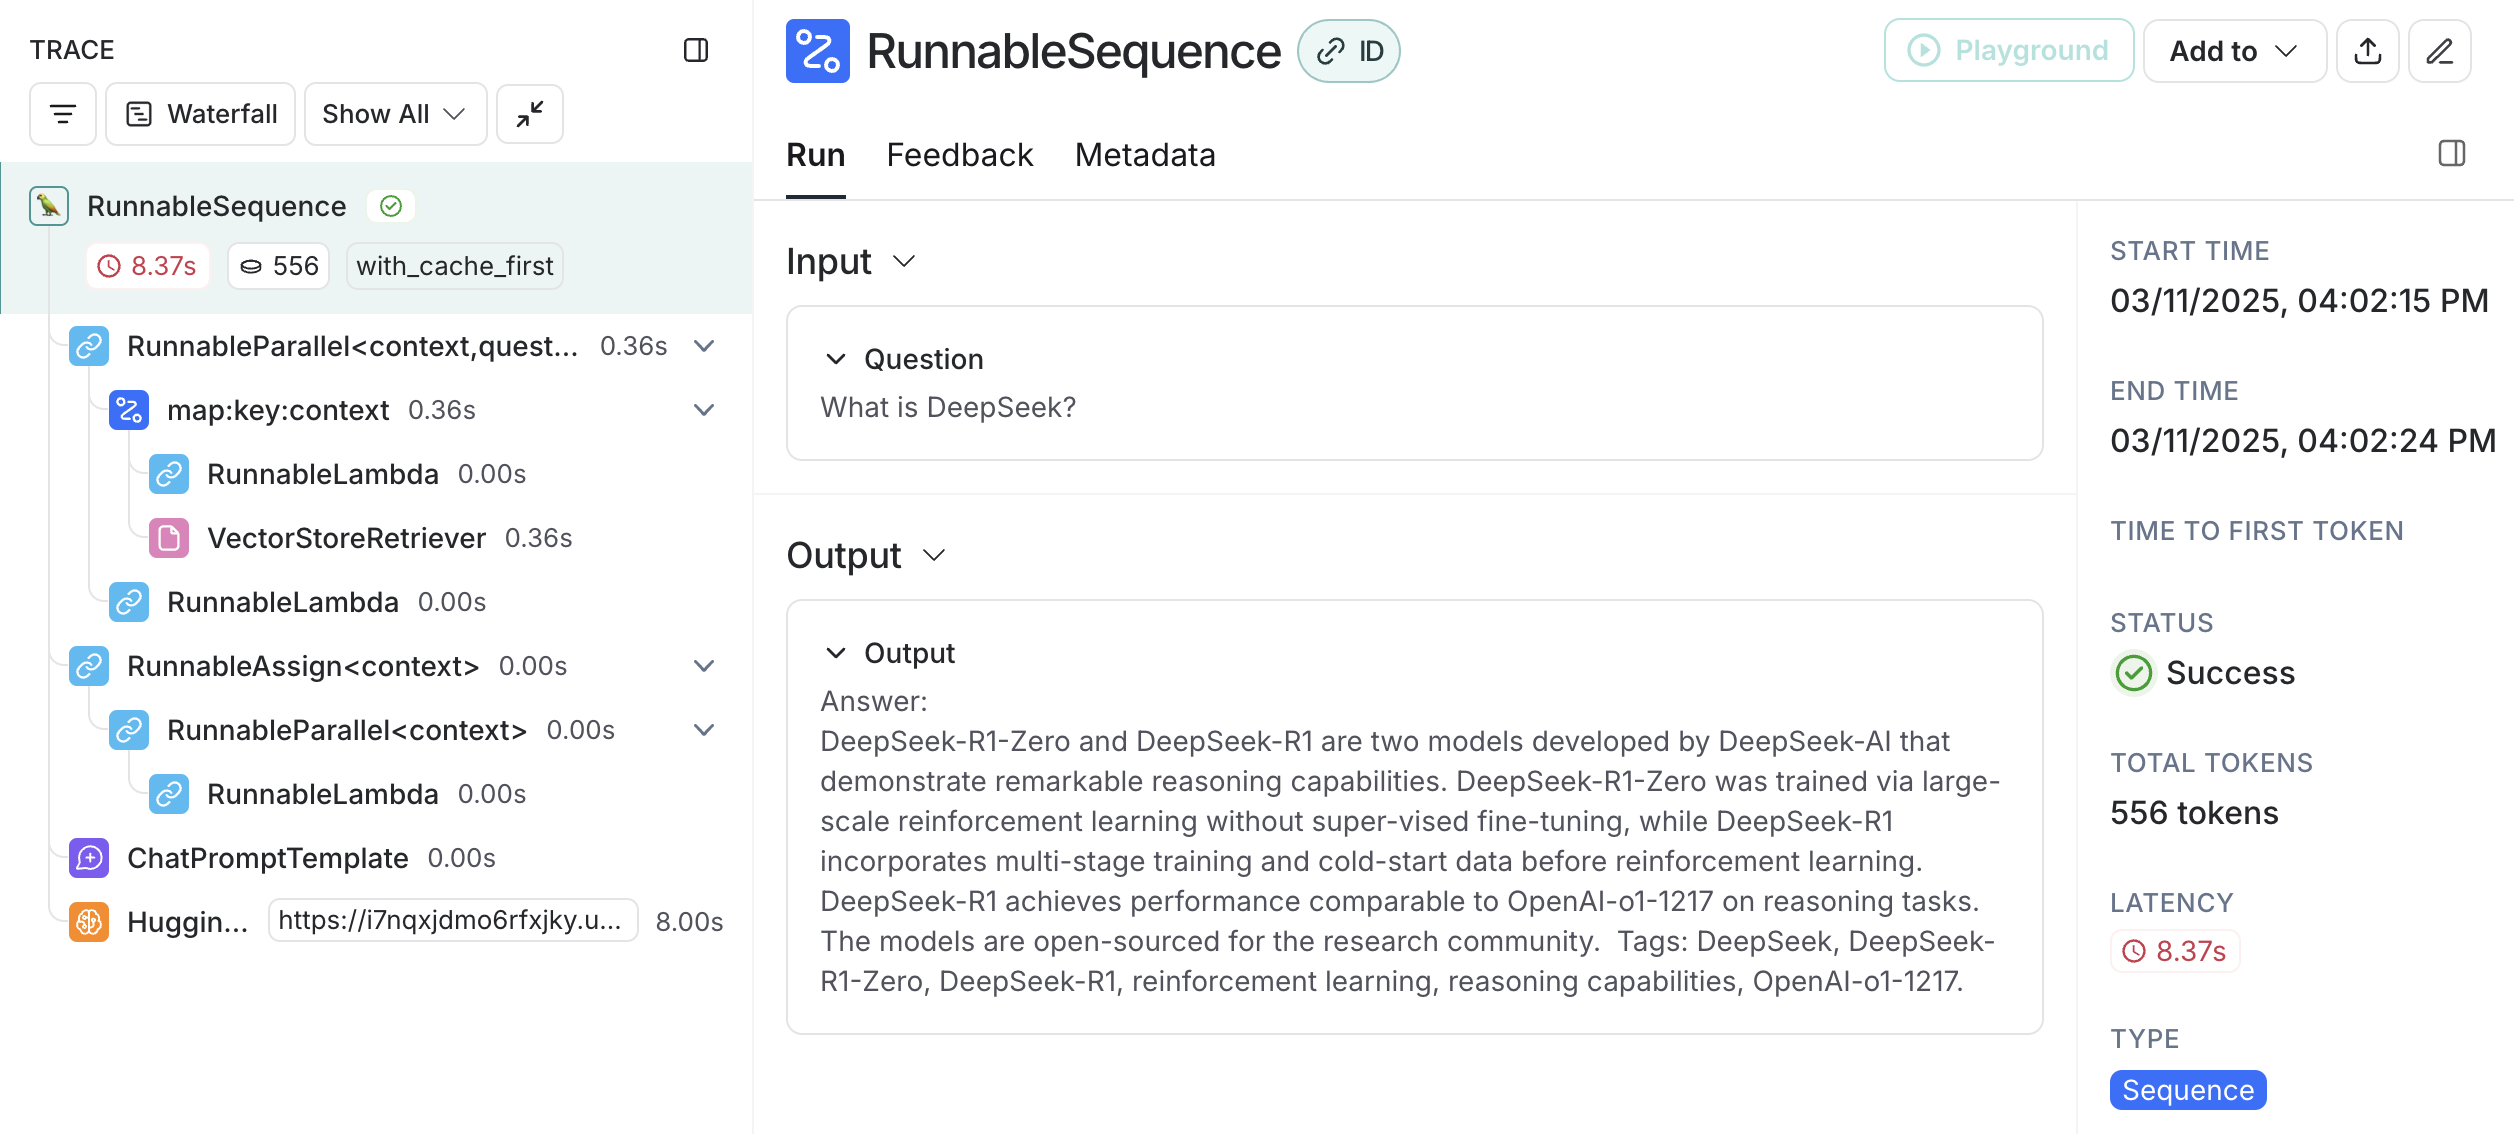 TRACE
Waterfall
Show All
RunnableSequence
8.37s
556
with_cache_first
RunnableParallel<context,quest... 0.36s
map:key:context 0.36s
RunnableLambda 0.00s
VectorStoreRetriever 0.36s
RunnableLambda 0.00s
RunnableAssign<context> 0.00s
RunnableParallel<context> 0.00s
RunnableLambda 0.00s
ChatPromptTemplate 0.00s
Huggin... https://i7nqxjdmo6rfxjky.u... 8.00s
RunnableSequence ID
Playground
Add to
Run Feedback Metadata
Input
Question
What is DeepSeek?
Output
Output
Answer:
DeepSeek-R1-Zero and DeepSeek-R1 are two models developed by DeepSeek-AI that
demonstrate remarkable reasoning capabilities. DeepSeek-R1-Zero was trained via large-
scale reinforcement learning without super-vised fine-tuning, while DeepSeek-R1
incorporates multi-stage training and cold-start data before reinforcement learning.
DeepSeek-R1 achieves performance comparable to OpenAI-o1-1217 on reasoning tasks.
The models are open-sourced for the research community.  Tags: DeepSeek, DeepSeek-
R1-Zero, DeepSeek-R1, reinforcement learning, reasoning capabilities, OpenAI-o1-1217.
START TIME
03/11/2025, 04:02:15 PM
END TIME
03/11/2025, 04:02:24 PM
TIME TO FIRST TOKEN
STATUS
Success
TOTAL TOKENS
556 tokens
LATENCY
8.37s
TYPE
Sequence